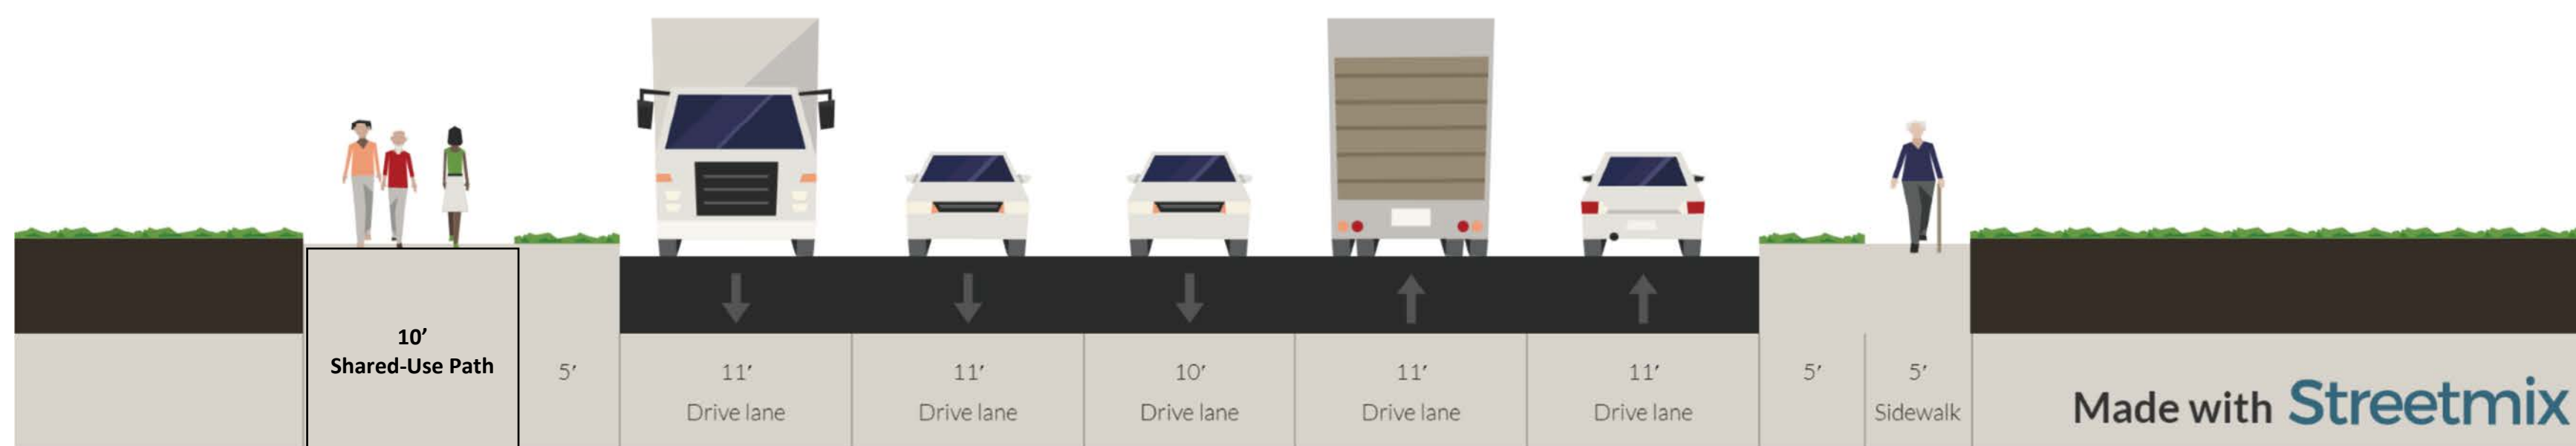 10’
Shared-Use Path
5′
11′
Drive lane
11′
Drive lane
10′
Drive lane
11′
Drive lane
11′
Drive lane
5′
5′
Sidewalk
Made with Streetmix